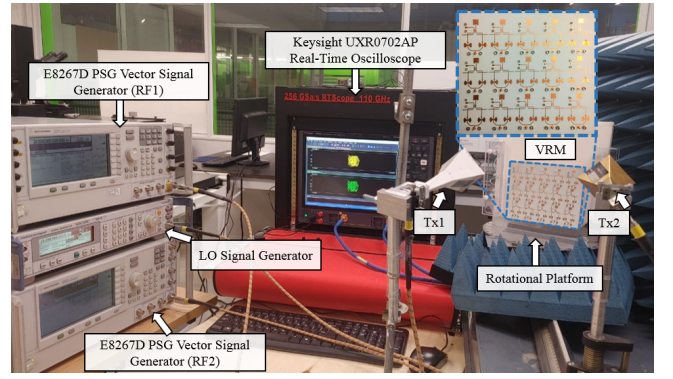 Keysight UXR0702AP
Real-Time Oscilloscope
E8267D PSG Vector Signal
Generator (RF1)
256 GSa/s RTScope 110 GHz
VRM
Tx1
Tx2
LO Signal Generator
Rotational Platform
E8267D PSG Vector Signal
Generator (RF2)